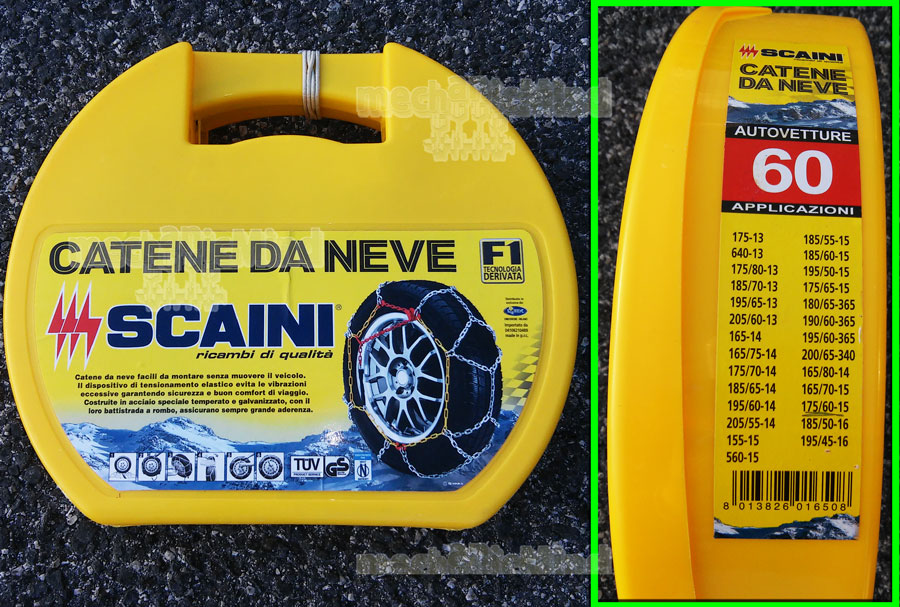 CATENE DA NEVE
F1
TECNOLOGIA
DERIVATA
SCAINI®
ricambi di qualità
Catene da neve facili da montare senza muovere il veicolo.
Il dispositivo di tensionamento elastico evita le vibrazioni
eccessive garantendo sicurezza e buon comfort di viaggio.
Costruite in acciaio speciale temperato e galvanizzato, con il
loro battistrada a rombo, assicurano sempre grande aderenza.
Importato da
made in p.r.c.
TÜV
PRODUCT SERVICE
GS
SCAINI
CATENE
DA NEVE
AUTOVETTURE
60
APPLICAZIONI
175-13
640-13
175/80-13
185/70-13
195/65-13
205/60-13
165-14
165/75-14
175/70-14
185/65-14
195/60-14
205/55-14
155-15
560-15
185/55-15
185/60-15
195/50-15
175/65-15
180/65-365
190/60-365
195/60-365
200/65-340
165/80-14
165/70-15
175/60-15
185/50-16
195/45-16
8 013826 016508